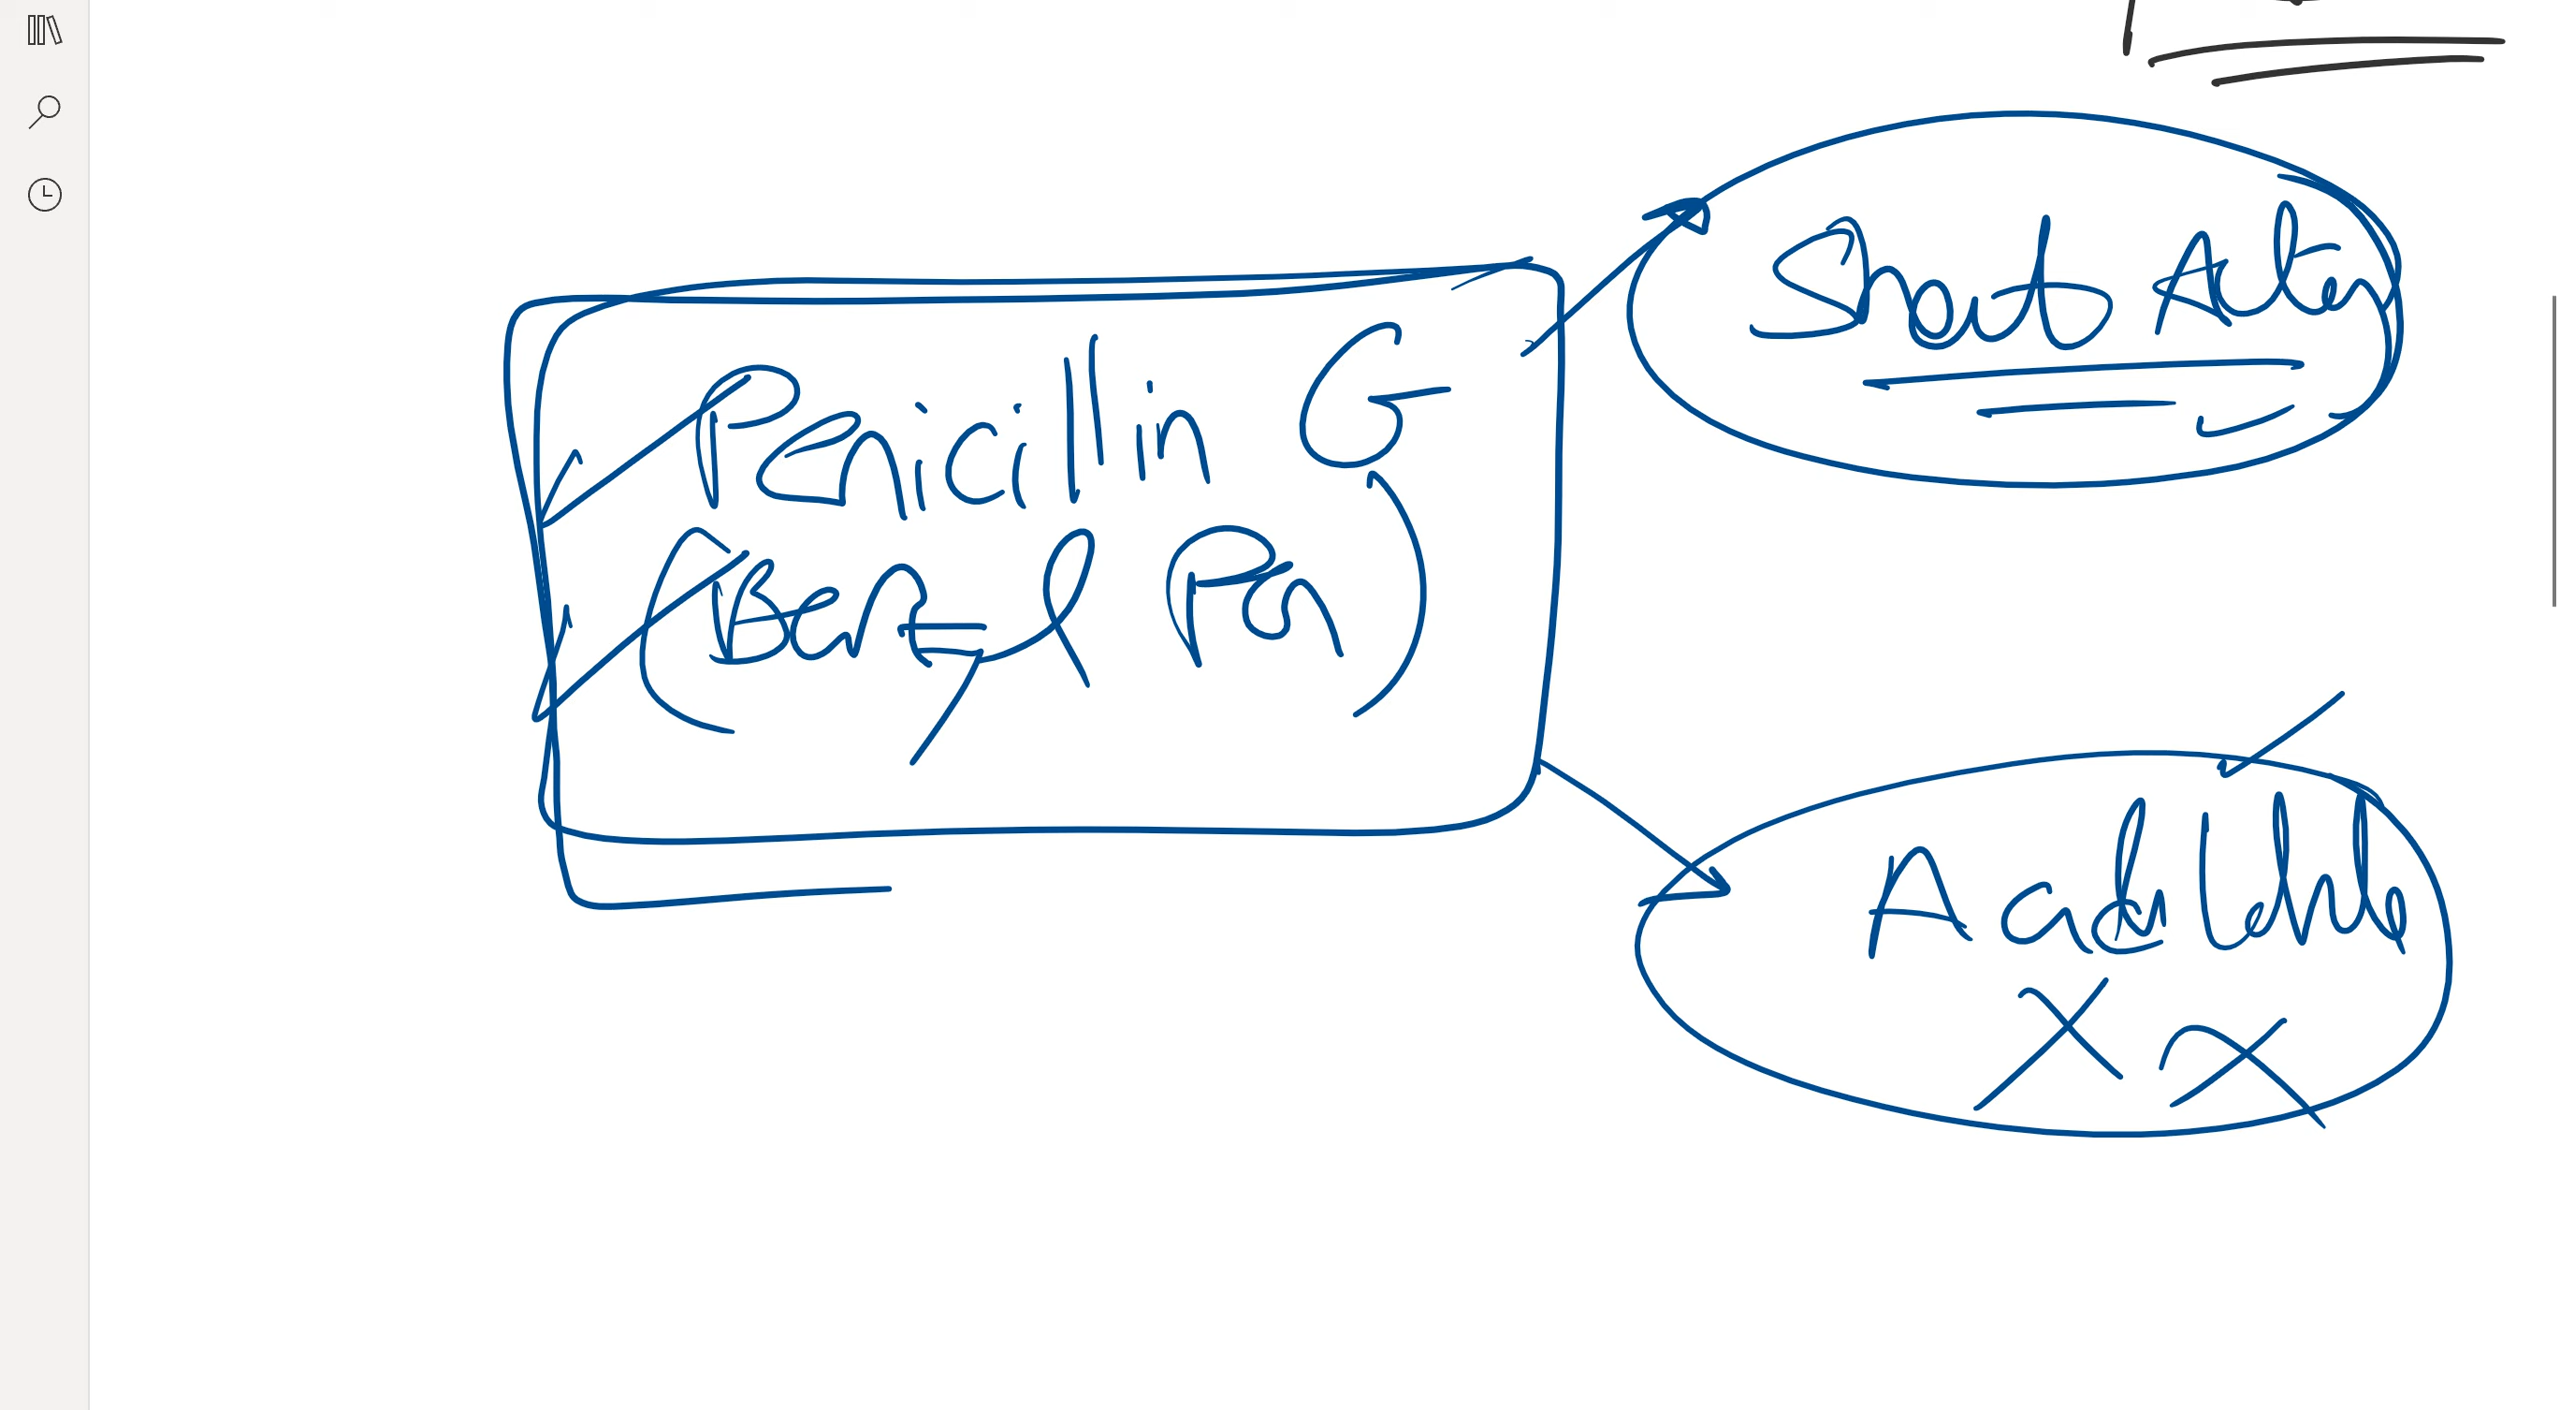 Penicillin G
(Benzyl Pen)
Short Acting
Acid labile
X X